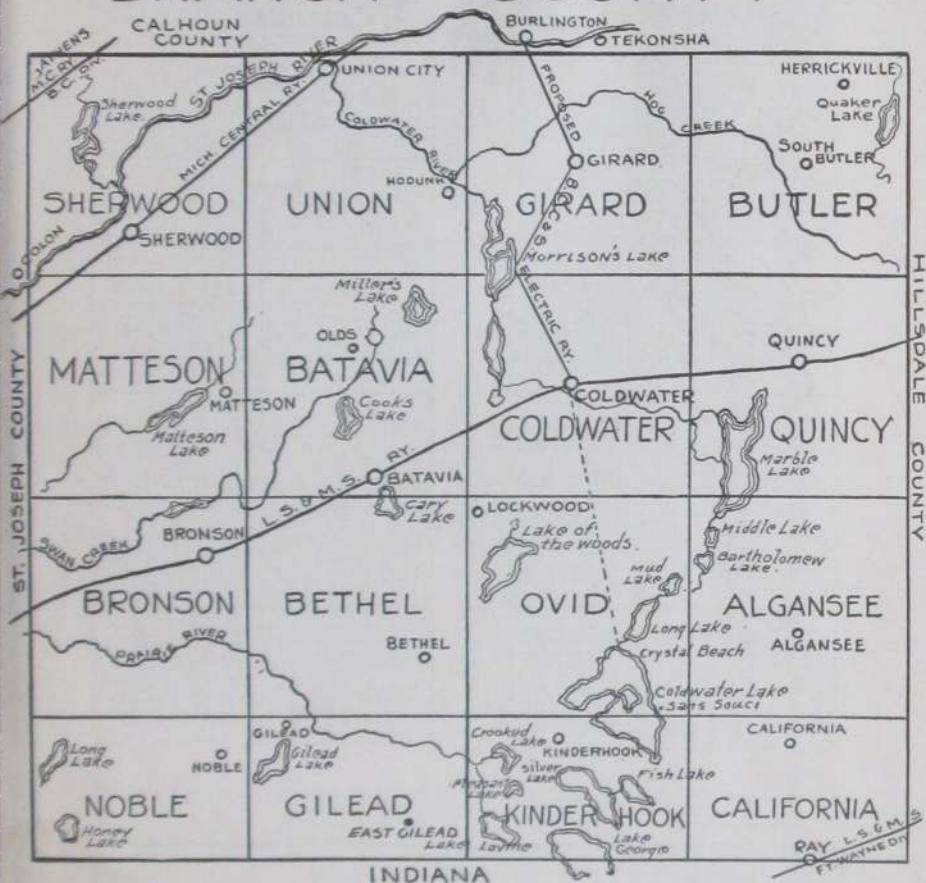 CALHOUN
COUNTY
BURLINGTON
TEKONSHA
M.C. RY.
ST JOSEPH RIVER
UNION CITY
MICH CENTRAL RY.
Sherwood
Lake.
COLDWATER
RIVER
HODUNK
PROPOSED
B.C. & S.
ELECTRIC RY.
HOG
CREEK
GIRARD
HERRICKVILLE
Quaker
Lake
SOUTH
BUTLER
SHERWOOD
UNION
GIRARD
BUTLER
COLON
SHERWOOD
Morrison's Lake
HILLSDALE COUNTY
ST. JOSEPH COUNTY
Miller's
Lake
OLDS
MATTESON
BATAVIA
QUINCY
MATTESON
Matteson
Lake
Cooks
Lake
COLDWATER
COLDWATER
QUINCY
Marble
Lake
L.S. & M.S. RY.
BATAVIA
Cary
Lake
LOCKWOOD
Lake of
the woods.
Middle Lake
Bartholomew
Lake.
SWAN CREEK
BRONSON
Mud
Lake
BRONSON
BETHEL
OVID
ALGANSEE
Long Lake
ALGANSEE
PRAIRIE RIVER
BETHEL
Crystal Beach
Coldwater Lake
Sans Souci
Long
Lake
NOBLE
GILEAD
Gilead
Lake
Crookud
Lake
KINDERHOOK
CALIFORNIA
Silver
Lake
Pleasant
Lake
Fish Lake
NOBLE
GILEAD
KINDER HOOK
CALIFORNIA
Honey
Lake
EAST GILEAD
Lake
Lavine
Lake
George
RAY
L.S. & M.S
FT. WAYNE DIV
INDIANA